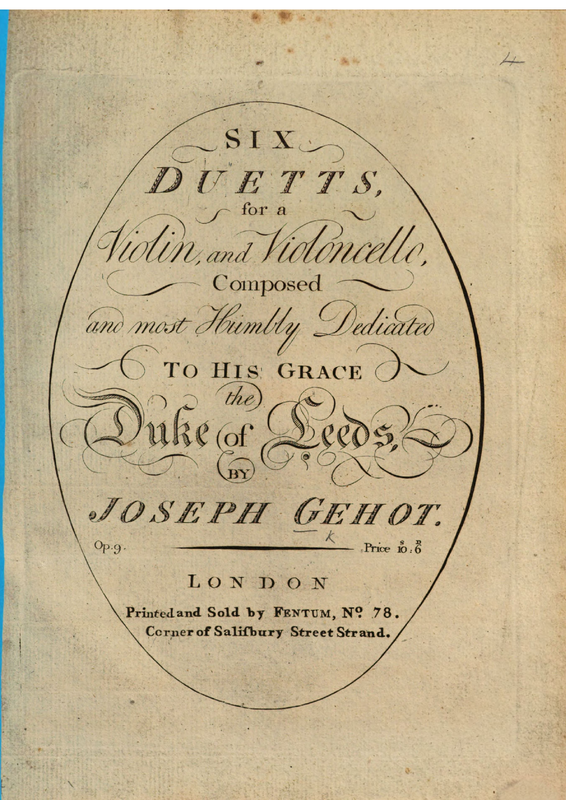 4
SIX
DUETTS,
for a
Violin, and Violoncello,
Composed
and most Humbly Dedicated
TO HIS GRACE
the
Duke of Leeds,
BY
JOSEPH GEHOT.
K
Op. 9. Price 10s: 6d
LONDON
Printed and Sold by FENTUM, No. 78.
Corner of Saliſbury Street Strand.